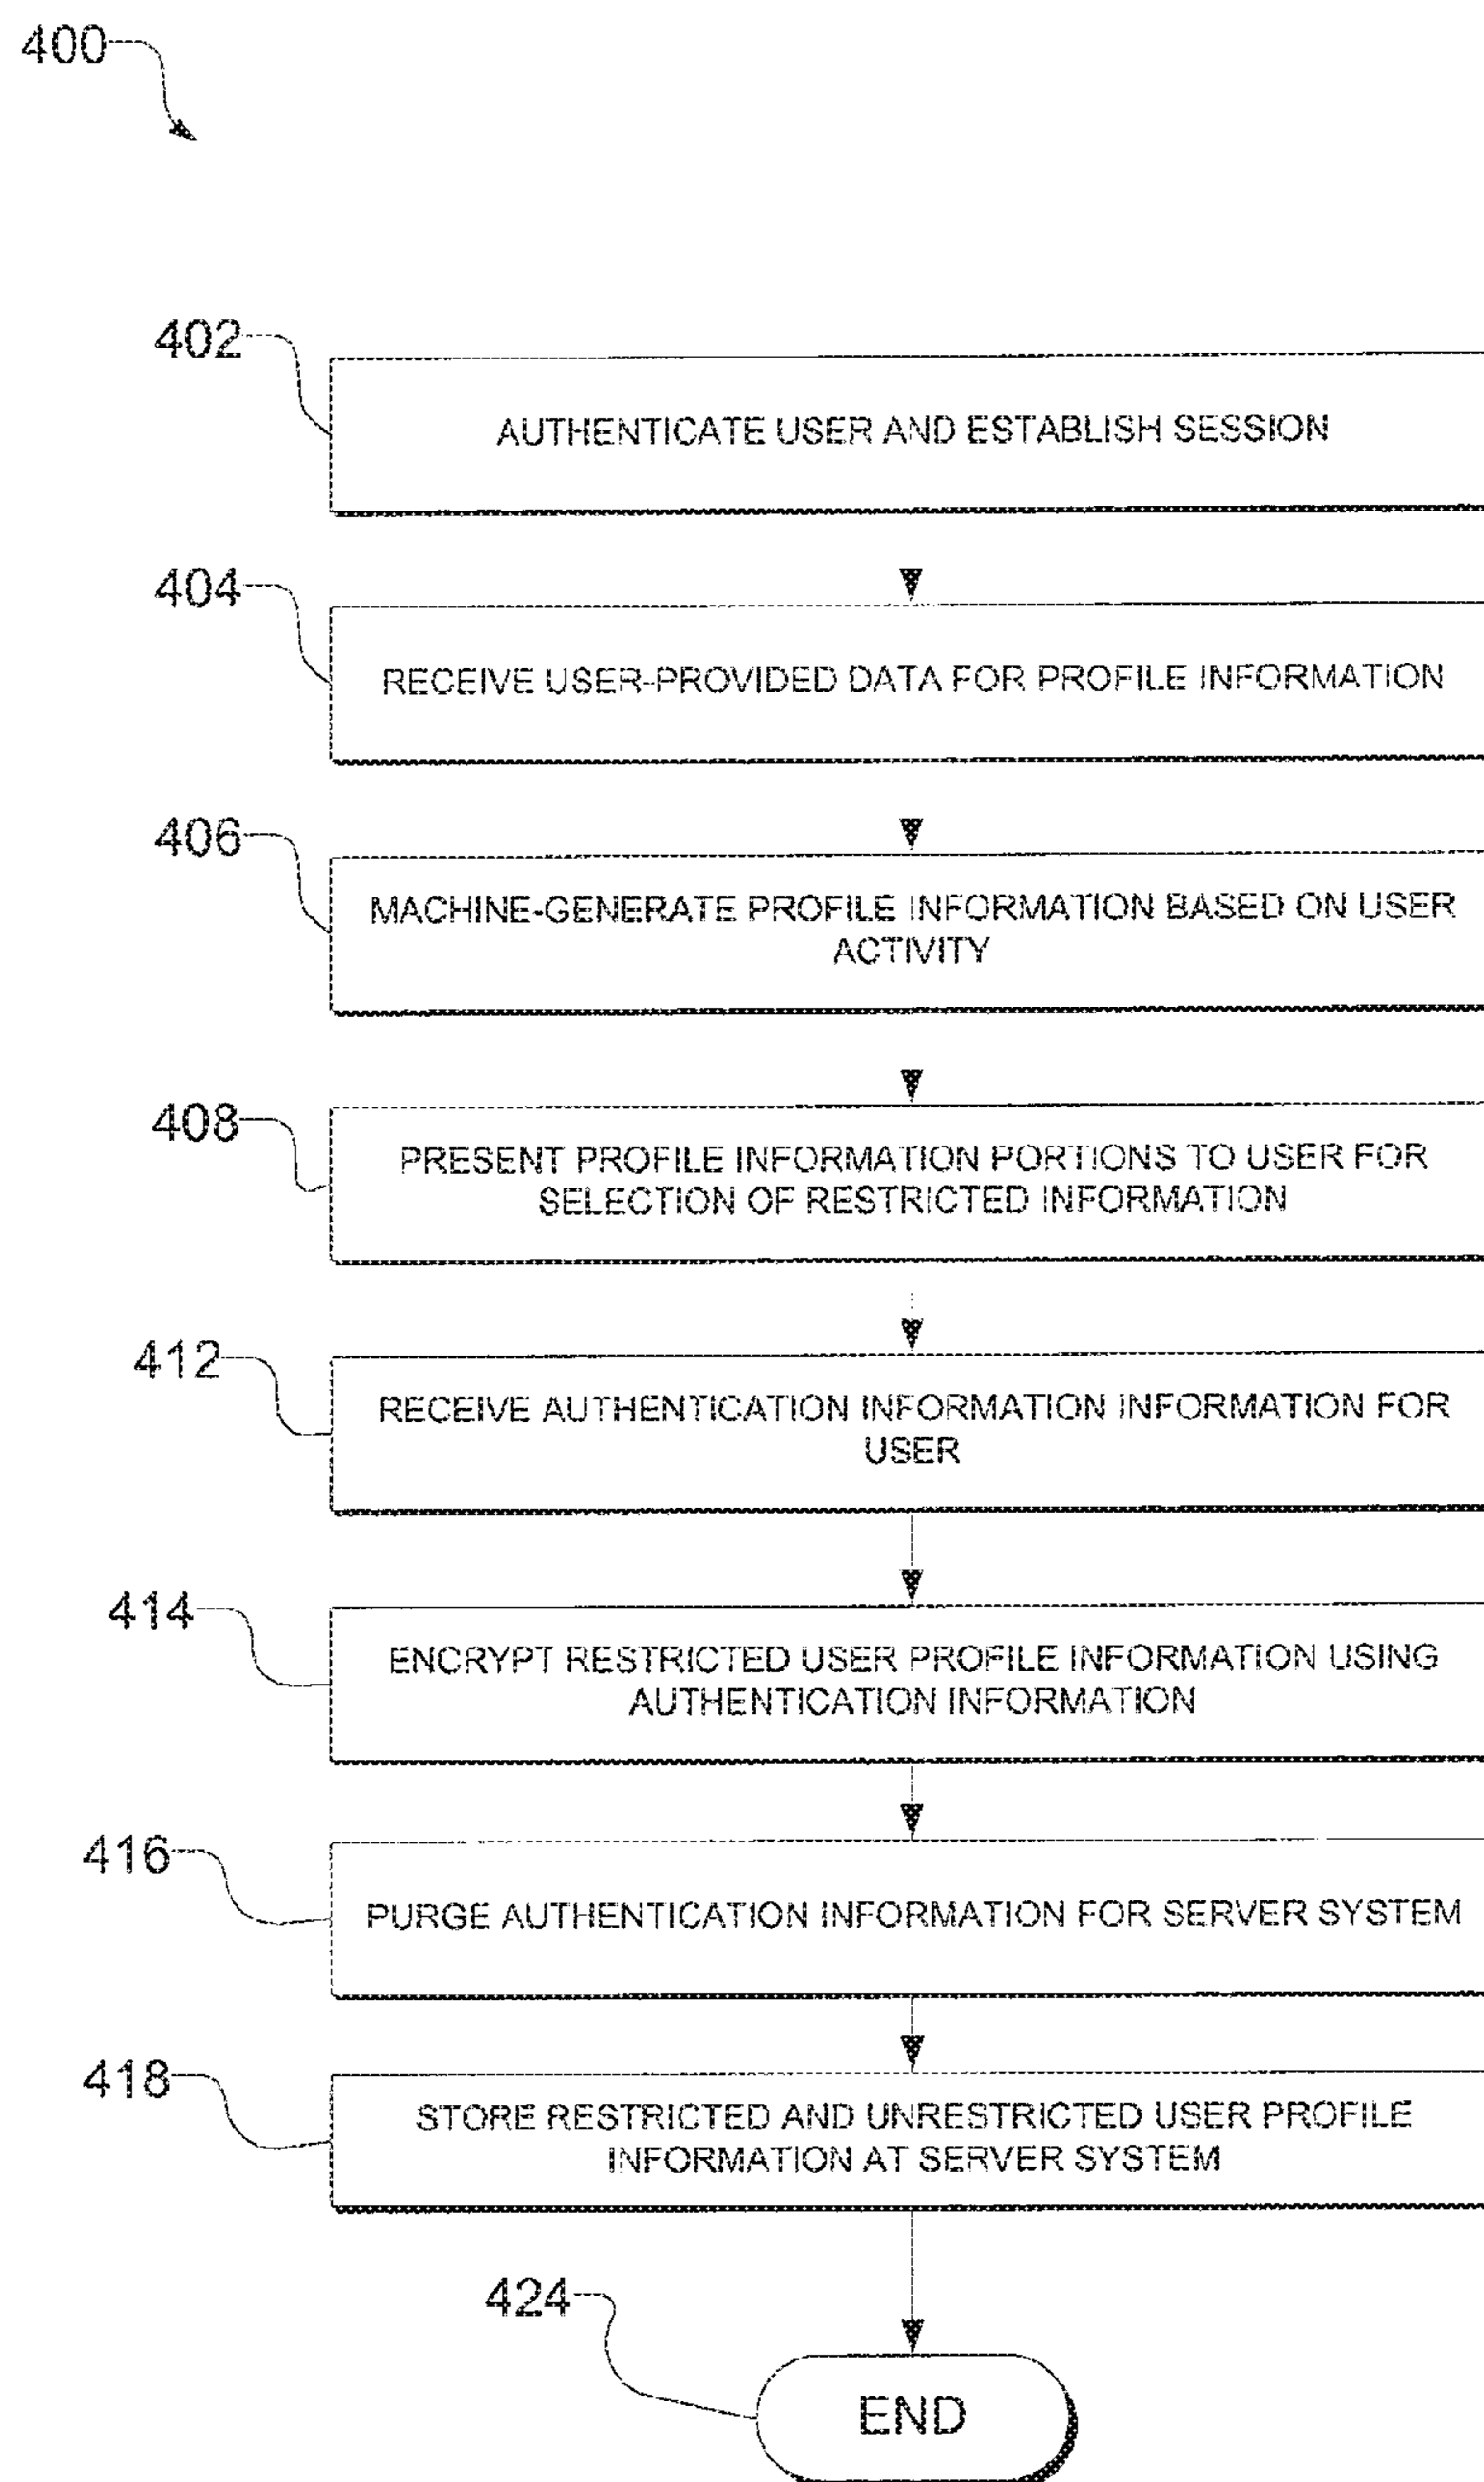 400
402
AUTHENTICATE USER AND ESTABLISH SESSION
404
RECEIVE USER-PROVIDED DATA FOR PROFILE INFORMATION
406
MACHINE-GENERATE PROFILE INFORMATION BASED ON USER
ACTIVITY
408
PRESENT PROFILE INFORMATION PORTIONS TO USER FOR
SELECTION OF RESTRICTED INFORMATION
412
RECEIVE AUTHENTICATION INFORMATION INFORMATION FOR
USER
414
ENCRYPT RESTRICTED USER PROFILE INFORMATION USING
AUTHENTICATION INFORMATION
416
PURGE AUTHENTICATION INFORMATION FOR SERVER SYSTEM
418
STORE RESTRICTED AND UNRESTRICTED USER PROFILE
INFORMATION AT SERVER SYSTEM
424
END